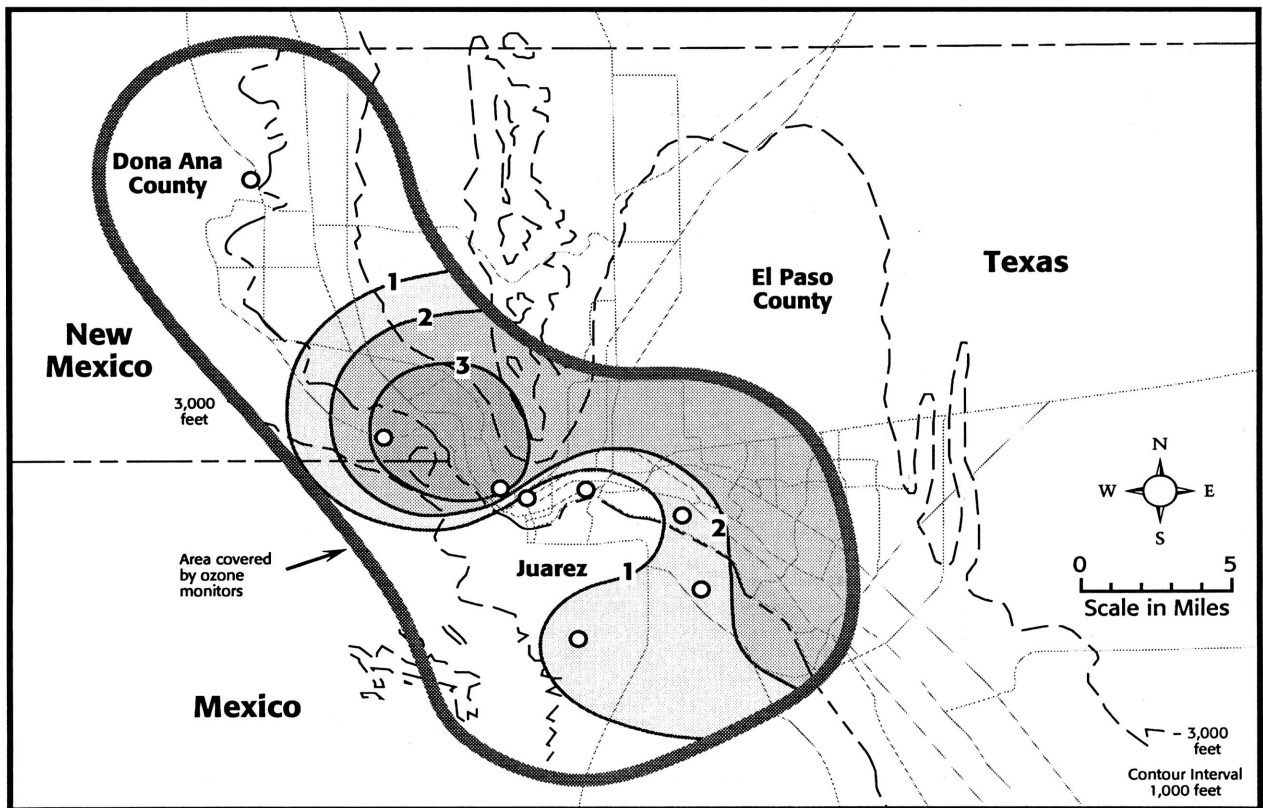 Dona Ana
County
1
2
3
New
Mexico
3,000
feet
El Paso
County
Texas
N
W
E
S
0
5
Scale in Miles
Area covered
by ozone
monitors
Juarez
1
2
Mexico
3,000
feet
Contour Interval
1,000 feet